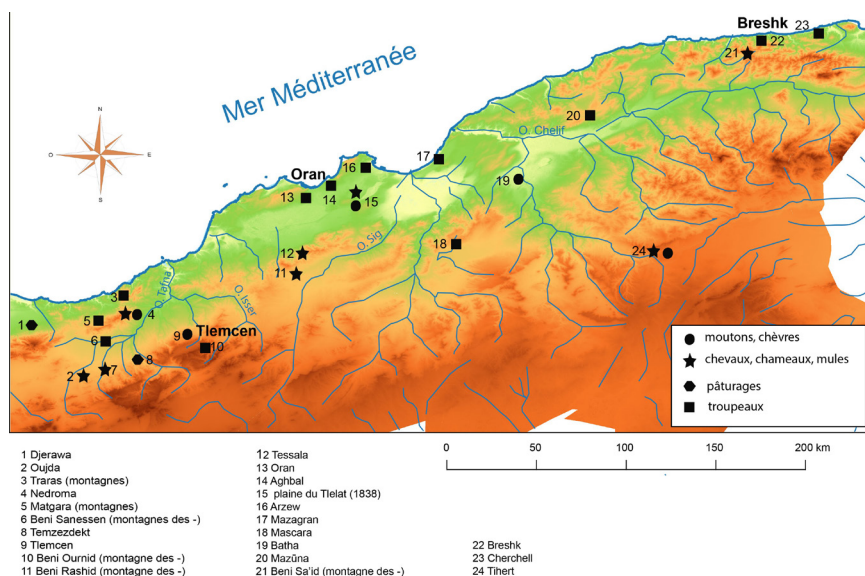 Breshk
23
22
21
Mer Méditerranée
20
N
O
E
S
O. Chelif
17
16
Oran
13
14
15
19
12
11
O. Sig
18
24
O. Tafna
O. Isser
3
4
5
1
6
9
Tlemcen
10
8
2
7
moutons, chèvres
chevaux, chameaux, mules
pâturages
troupeaux
0 50 100 150 200 km
1 Djerawa
2 Oujda
3 Traras (montagnes)
4 Nedroma
5 Matgara (montagnes)
6 Beni Sanessen (montagnes des -)
8 Temzezdekt
9 Tlemcen
10 Beni Ournid (montagne des -)
11 Beni Rashid (montagne des -)
12 Tessala
13 Oran
14 Aghbal
15 plaine du Tlelat (1838)
16 Arzew
17 Mazagran
18 Mascara
19 Batha
20 Mazūna
21 Beni Sa'id (montagne des -)
22 Breshk
23 Cherchell
24 Tihert